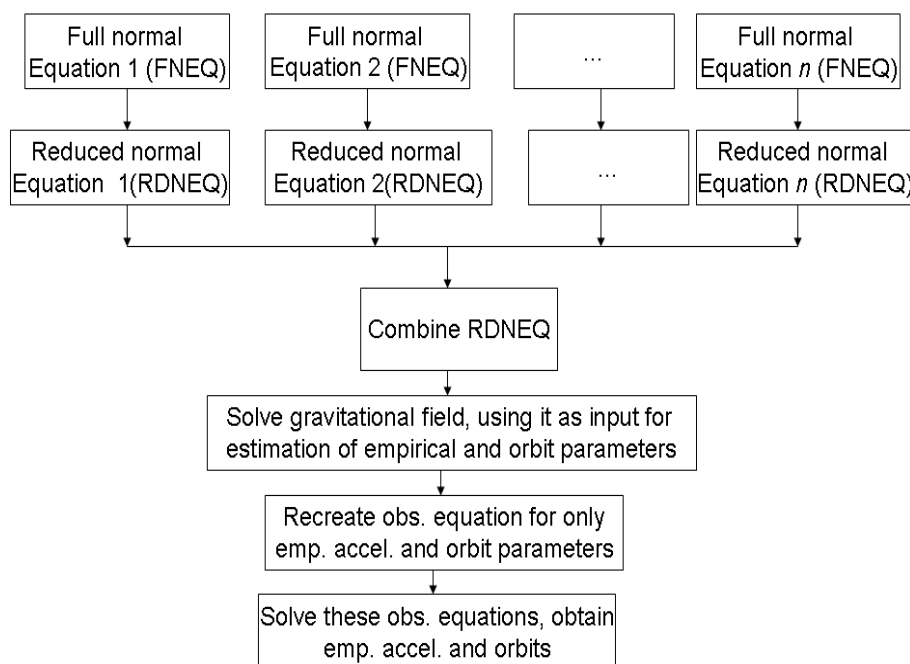 Full normal
Equation 1 (FNEQ)
Full normal
Equation 2 (FNEQ)
...
Full normal
Equation n (FNEQ)
Reduced normal
Equation 1(RDNEQ)
Reduced normal
Equation 2(RDNEQ)
...
Reduced normal
Equation n (RDNEQ)
Combine RDNEQ
Solve gravitational field, using it as input for
estimation of empirical and orbit parameters
Recreate obs. equation for only
emp. accel. and orbit parameters
Solve these obs. equations, obtain
emp. accel. and orbits